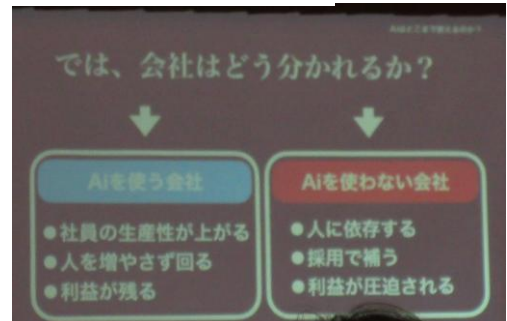 では、会社はどう分かれるか？
Aiを使う会社
●社員の生産性が上がる
●人を増やさず回る
●利益が残る
Aiを使わない会社
●人に依存する
●採用で補う
●利益が圧迫される